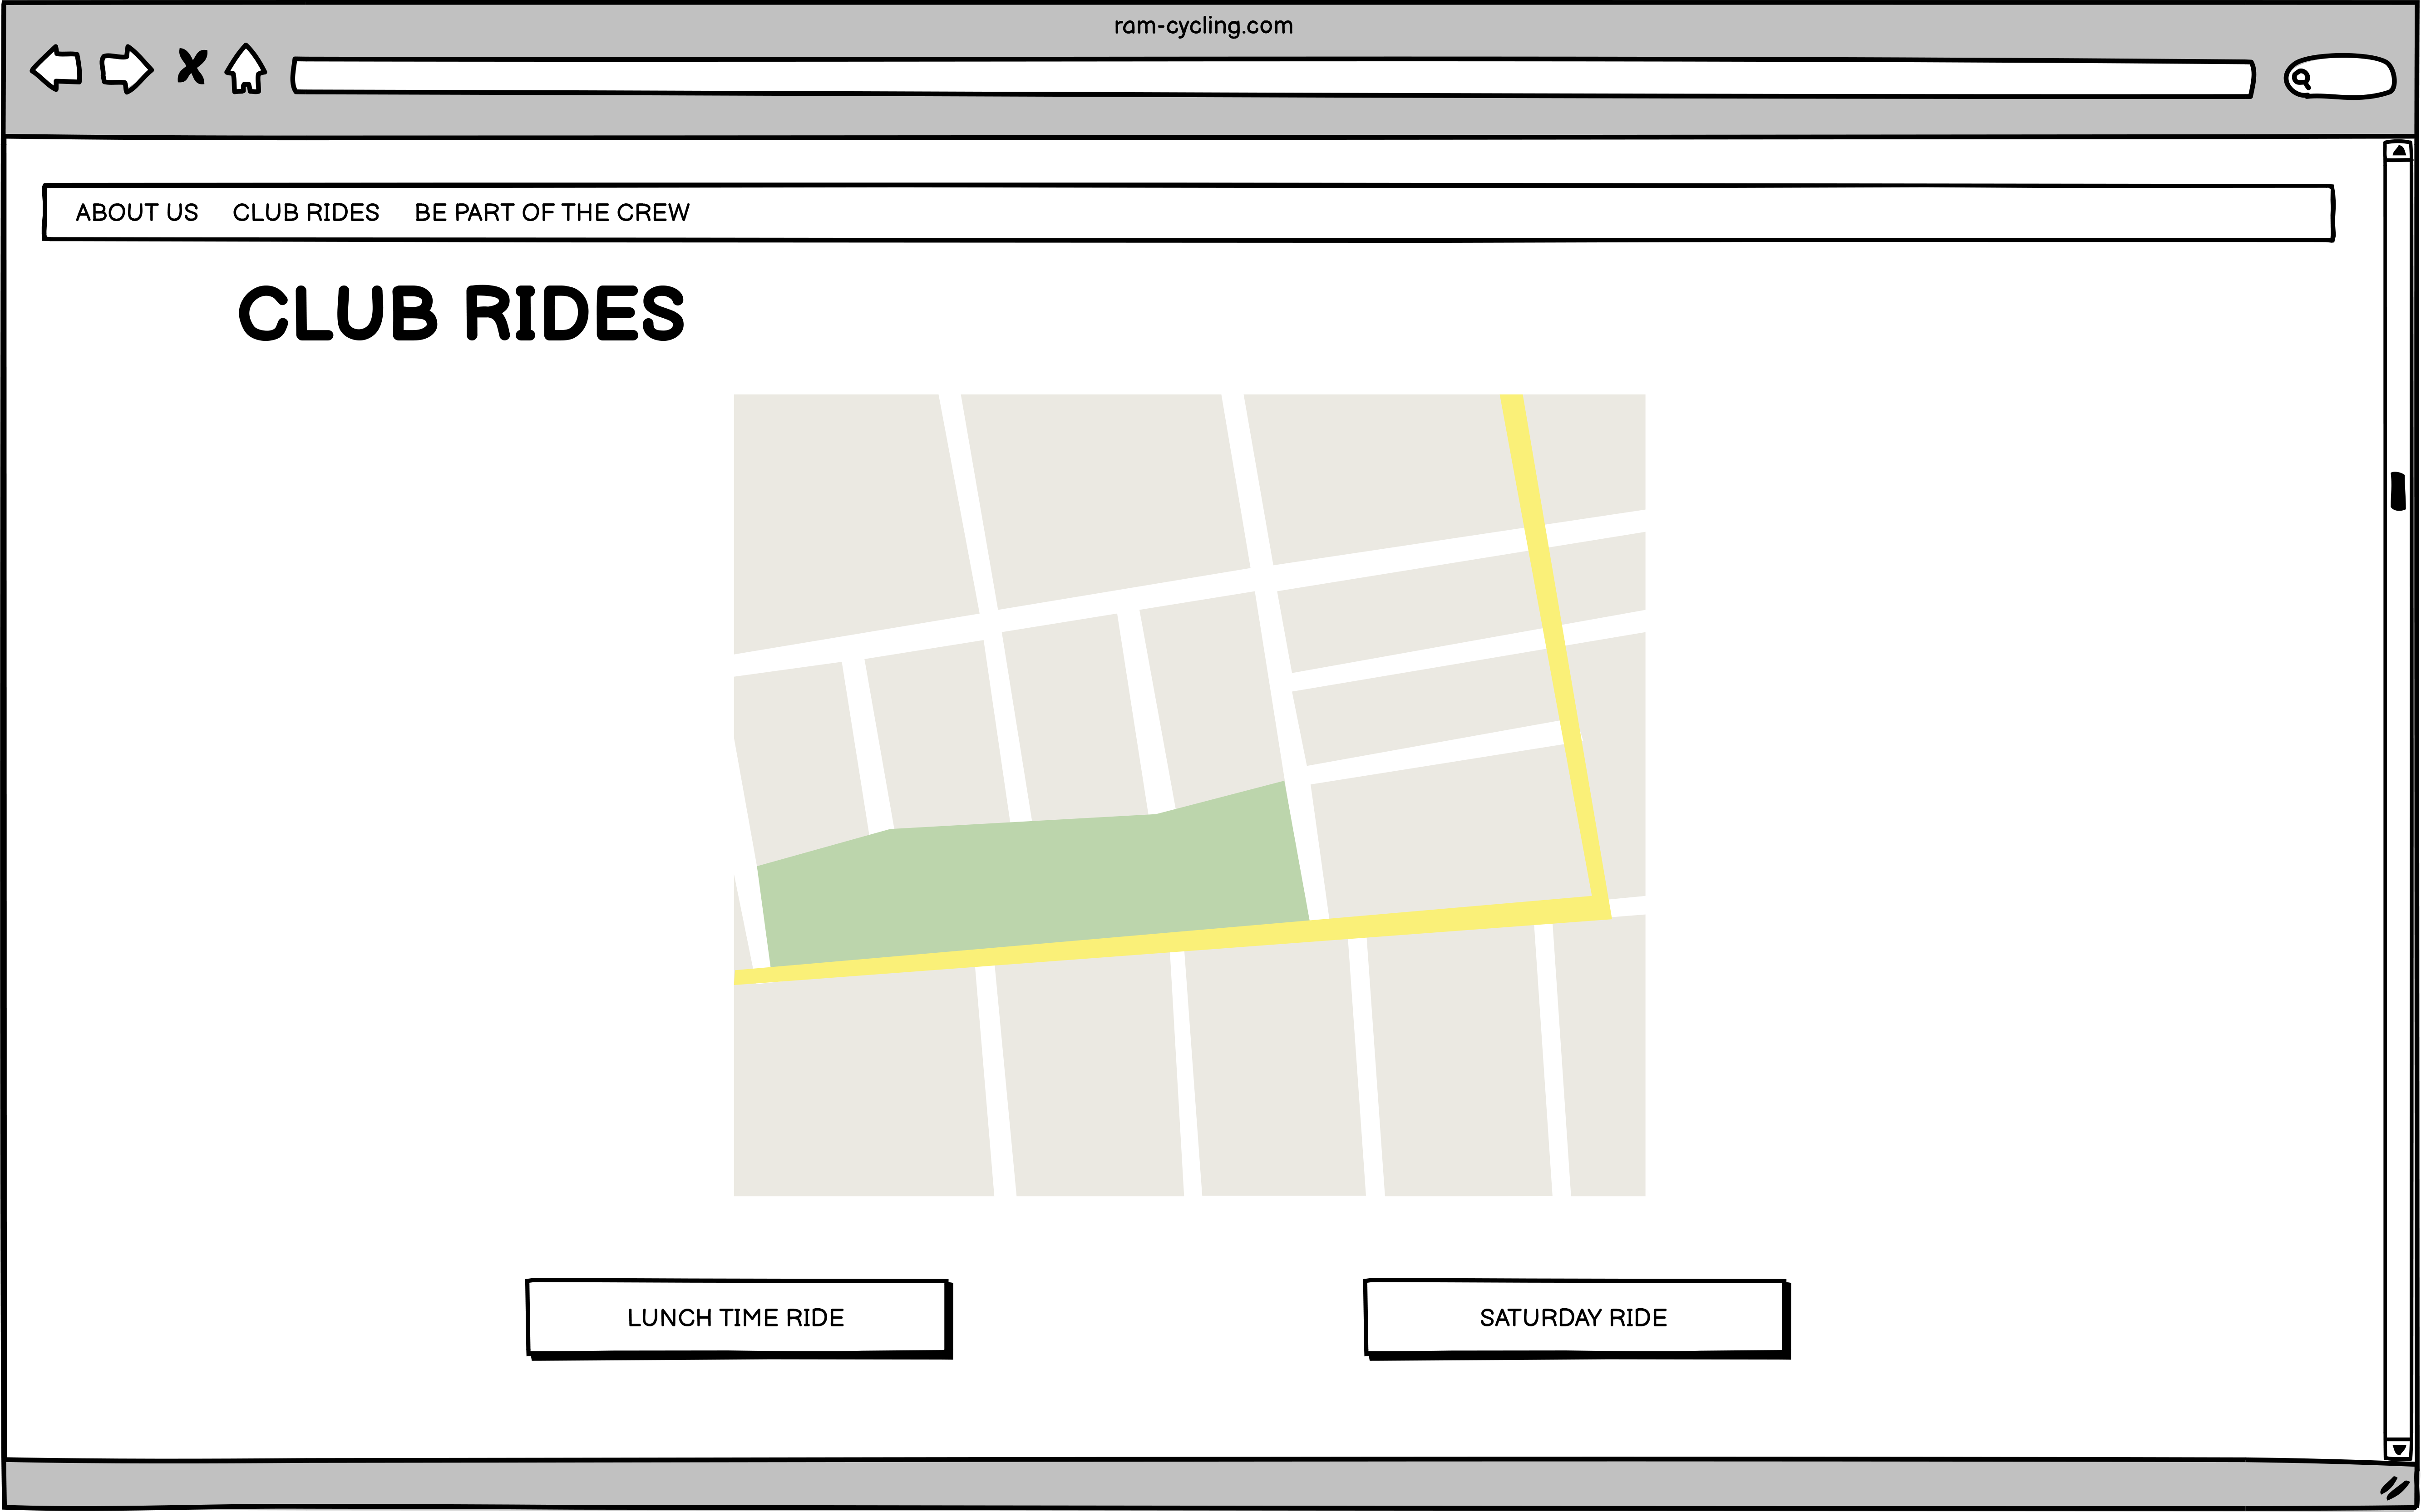 ram-cycling.com
ABOUT US CLUB RIDES BE PART OF THE CREW
CLUB RIDES
LUNCH TIME RIDE
SATURDAY RIDE